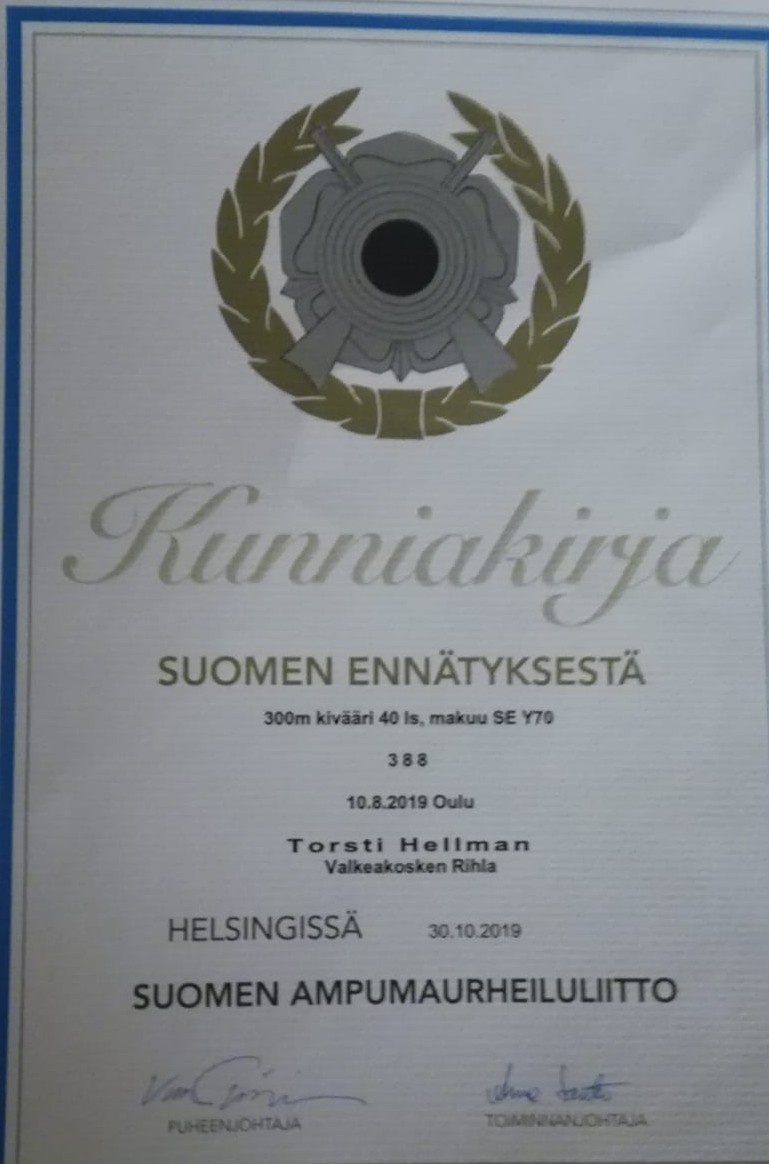 Kunniakirja
SUOMEN ENNÄTYKSESTÄ
300m kivääri 40 ls, makuu SE Y70
388
10.8.2019 Oulu
Torsti Hellman
Valkeakosken Rihla
HELSINGISSÄ 30.10.2019
SUOMEN AMPUMAURHEILULIITTO
PUHEENJOHTAJA TOIMINNANJOHTAJA